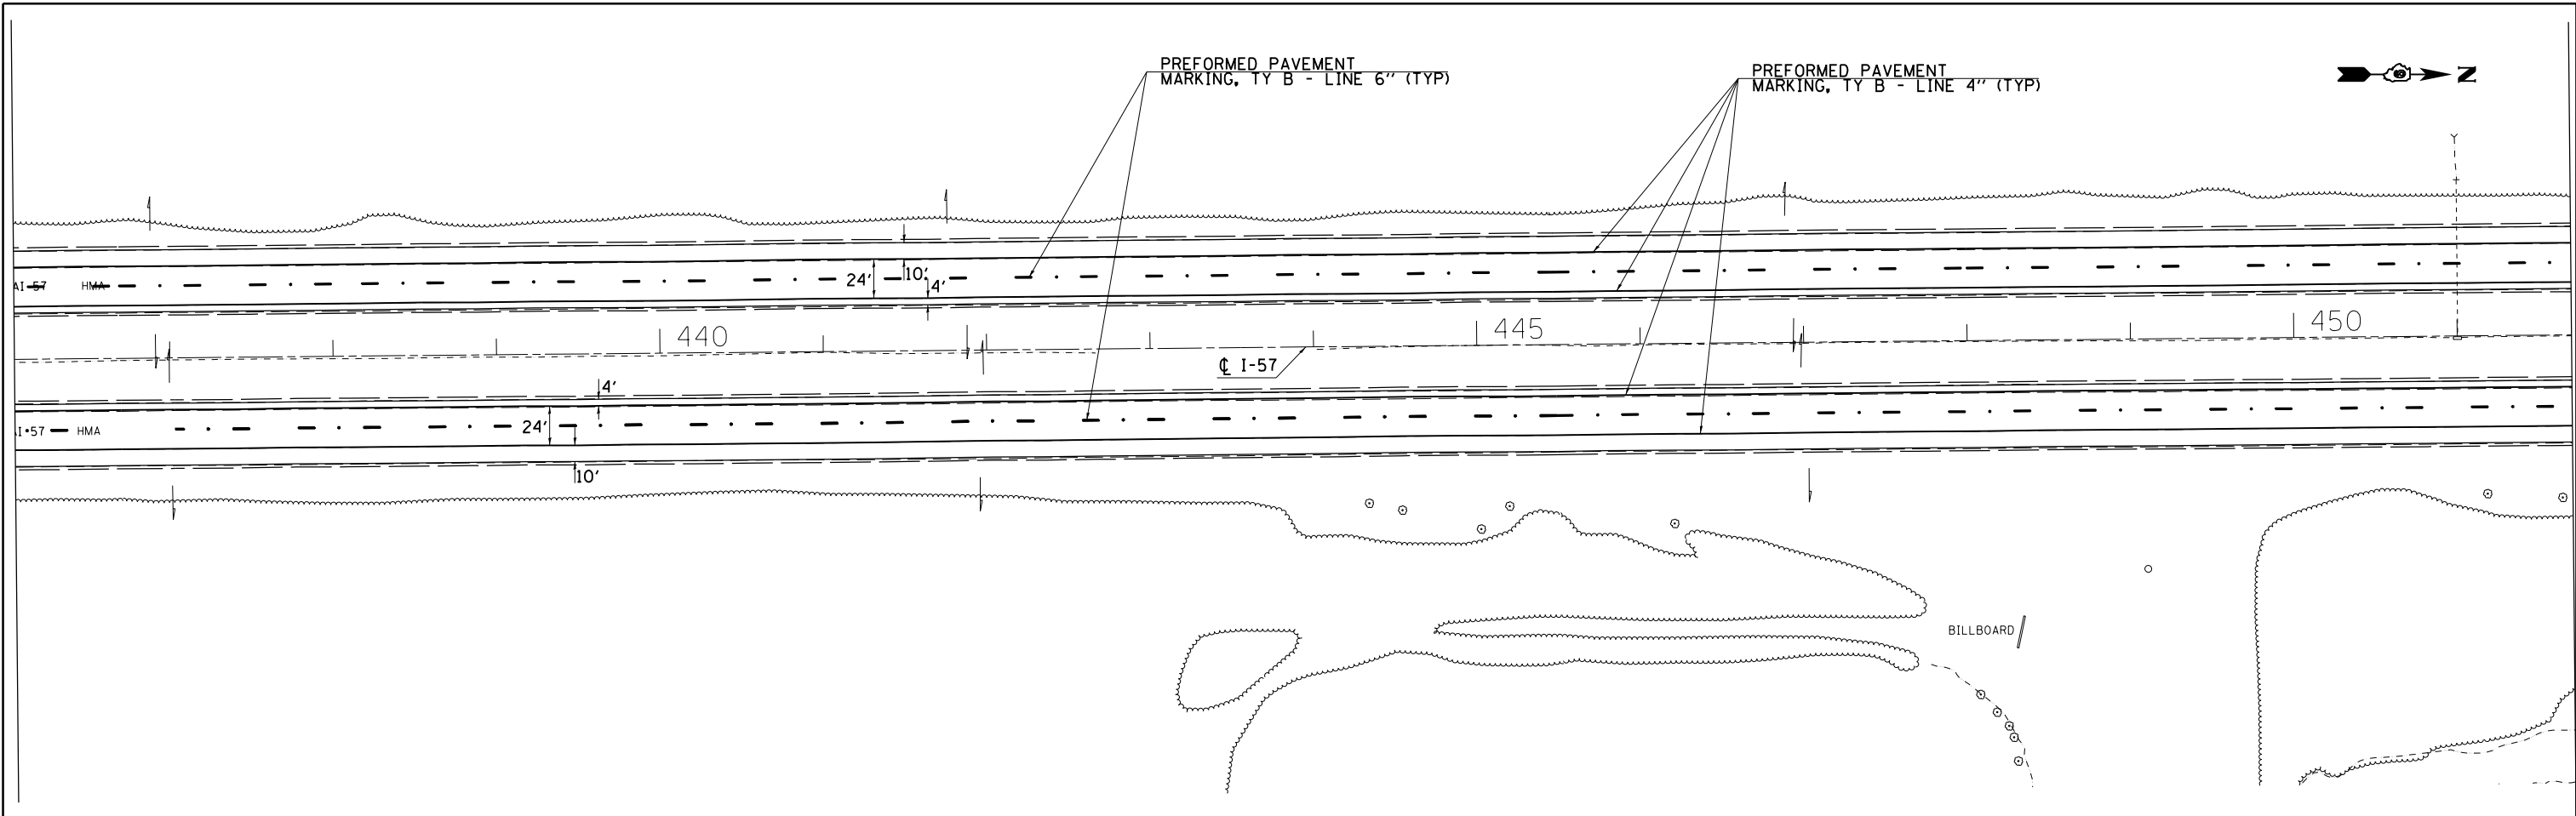 PREFORMED PAVEMENT
MARKING, TY B - LINE 6'' (TYP)
PREFORMED PAVEMENT
MARKING, TY B - LINE 4'' (TYP)
N
24'
10'
4'
AI-57 HMA
440
445
450
℄ I-57
4'
24'
10'
I•57 HMA
BILLBOARD